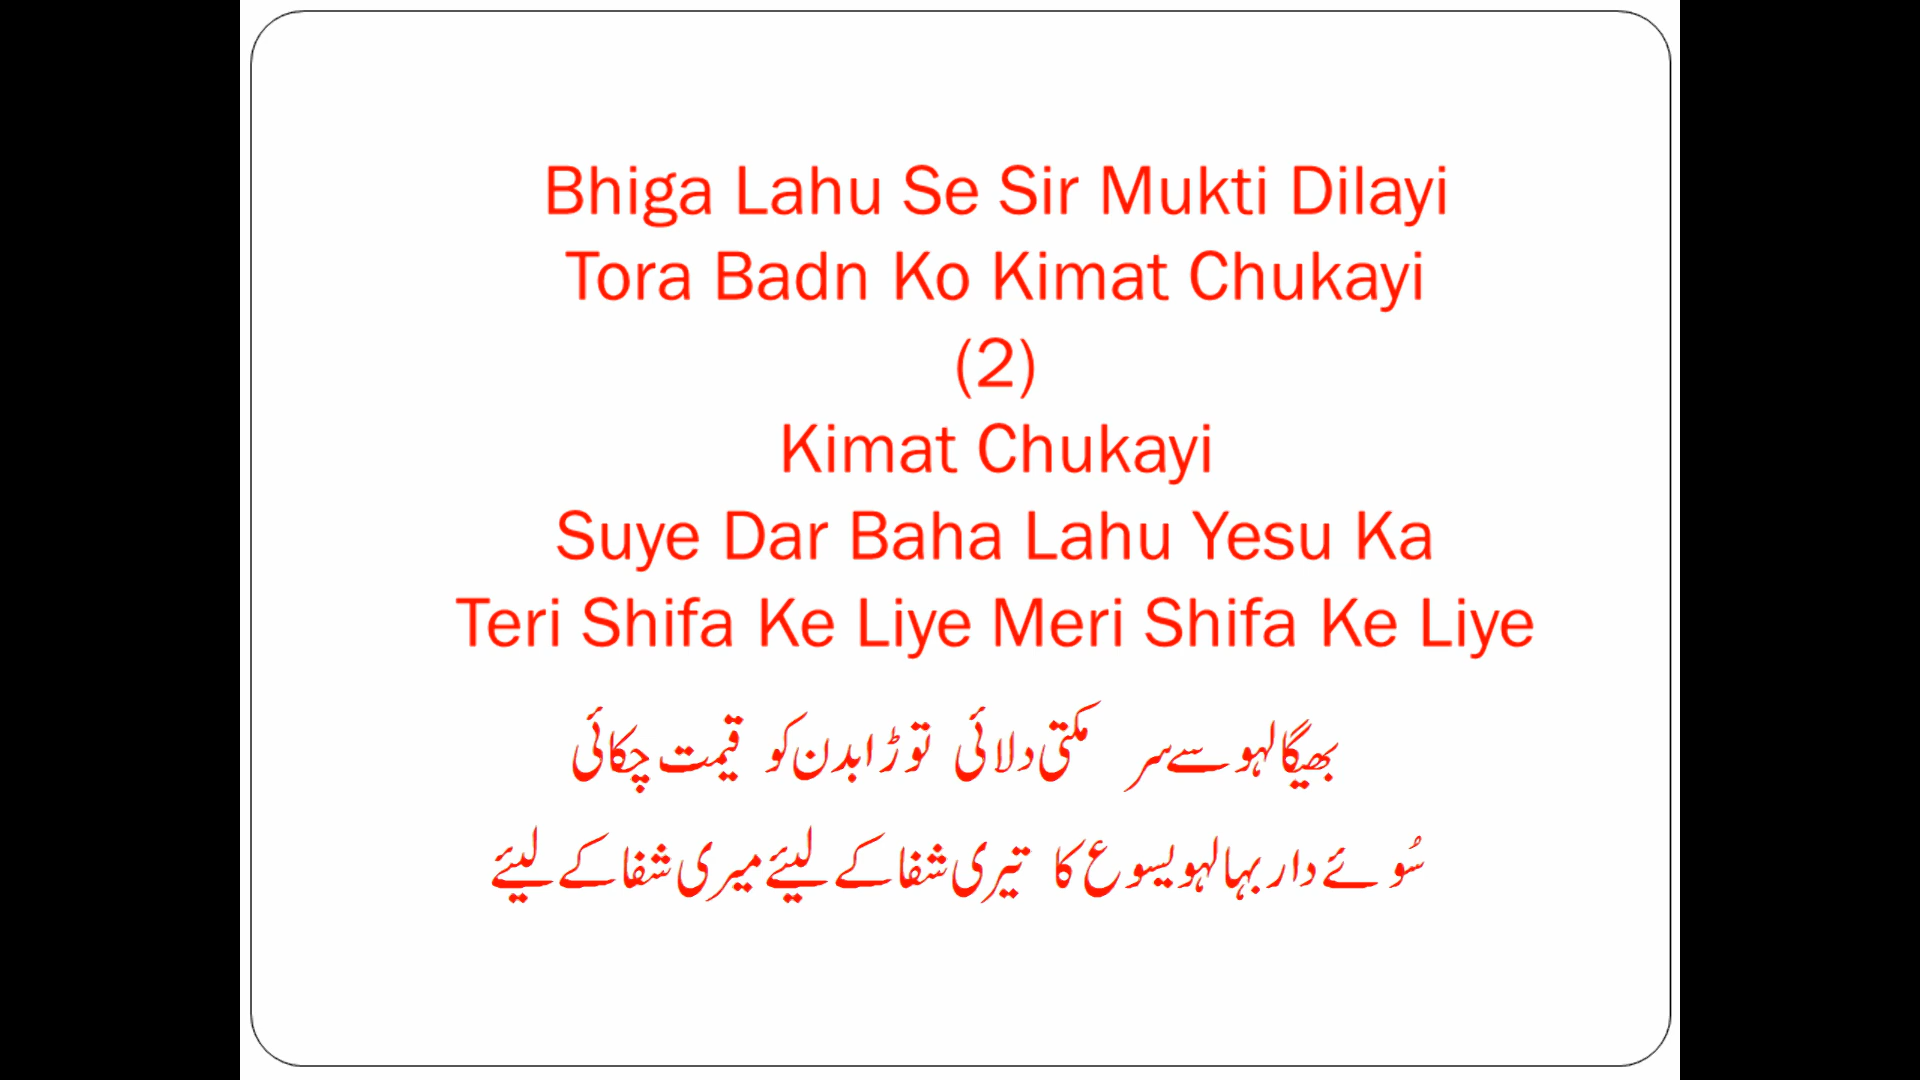 Bhiga Lahu Se Sir Mukti Dilayi
Tora Badn Ko Kimat Chukayi
(2)
Kimat Chukayi
Suye Dar Baha Lahu Yesu Ka
Teri Shifa Ke Liye Meri Shifa Ke Liye
بھیگا لہو سے سر مکتی دلائی توڑا بدن کو قیمت چکائی
سُوئے دار بہا لہو یسوع کا تیری شفا کے لیئے میری شفا کے لیئے